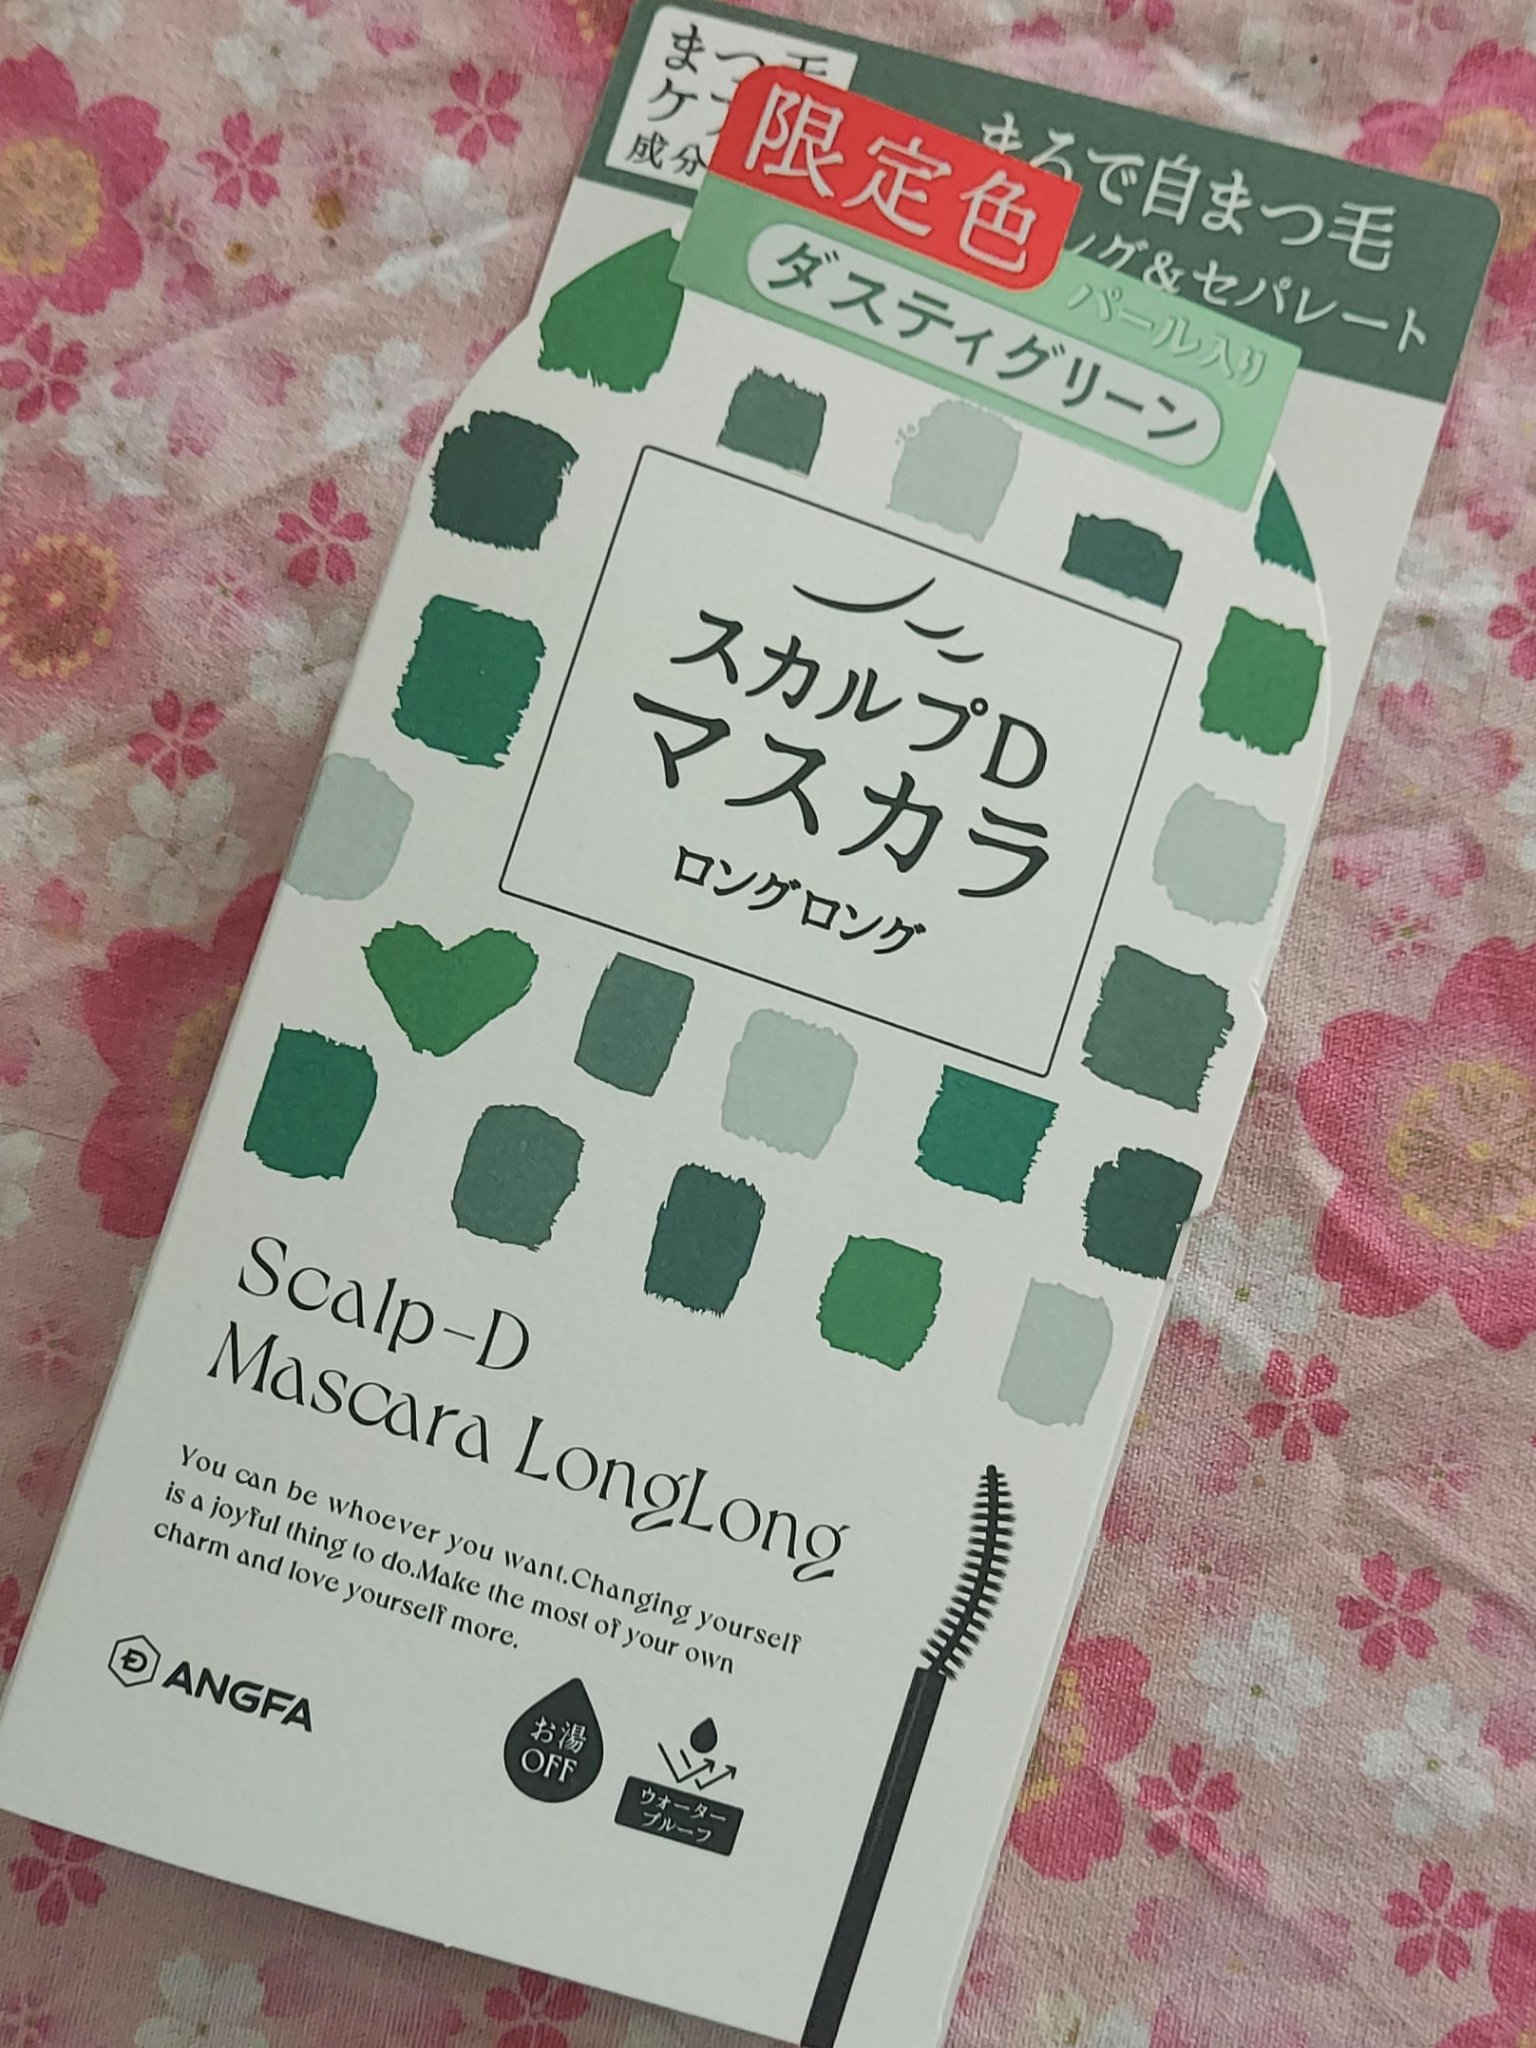 まつ毛
ケア
成分
限定色
まるで自まつ毛
ング&セパレート
パール入り
ダスティグリーン
スカルプD
マスカラ
ロングロング
Scalp-D
Mascara LongLong
You can be whoever you want.Changing yourself
is a joyful thing to do.Make the most of your own
charm and love yourself more.
ANGFA
お湯
OFF
ウォーター
プルーフ